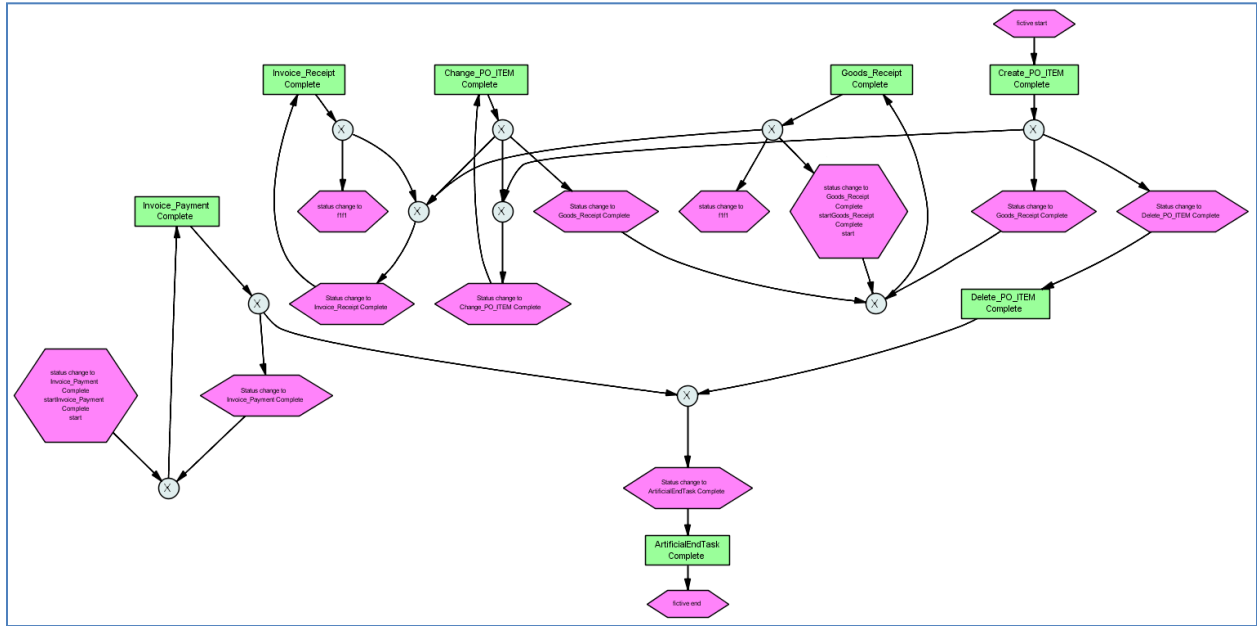 fictive start
Invoice_Receipt
Complete
Change_PO_ITEM
Complete
Goods_Receipt
Complete
Create_PO_ITEM
Complete
X
X
X
X
status change to
f1f1
X
X
Status change to
Goods_Receipt Complete
status change to
f1f1
status change to
Goods_Receipt
Complete
startGoods_Receipt
Complete
start
Status change to
Goods_Receipt Complete
Status change to
Delete_PO_ITEM Complete
Invoice_Payment
Complete
X
Status change to
Invoice_Receipt Complete
Status change to
Change_PO_ITEM Complete
X
Delete_PO_ITEM
Complete
status change to
Invoice_Payment
Complete
startInvoice_Payment
Complete
start
Status change to
Invoice_Payment Complete
X
X
Status change to
ArtificialEndTask Complete
ArtificialEndTask
Complete
fictive end